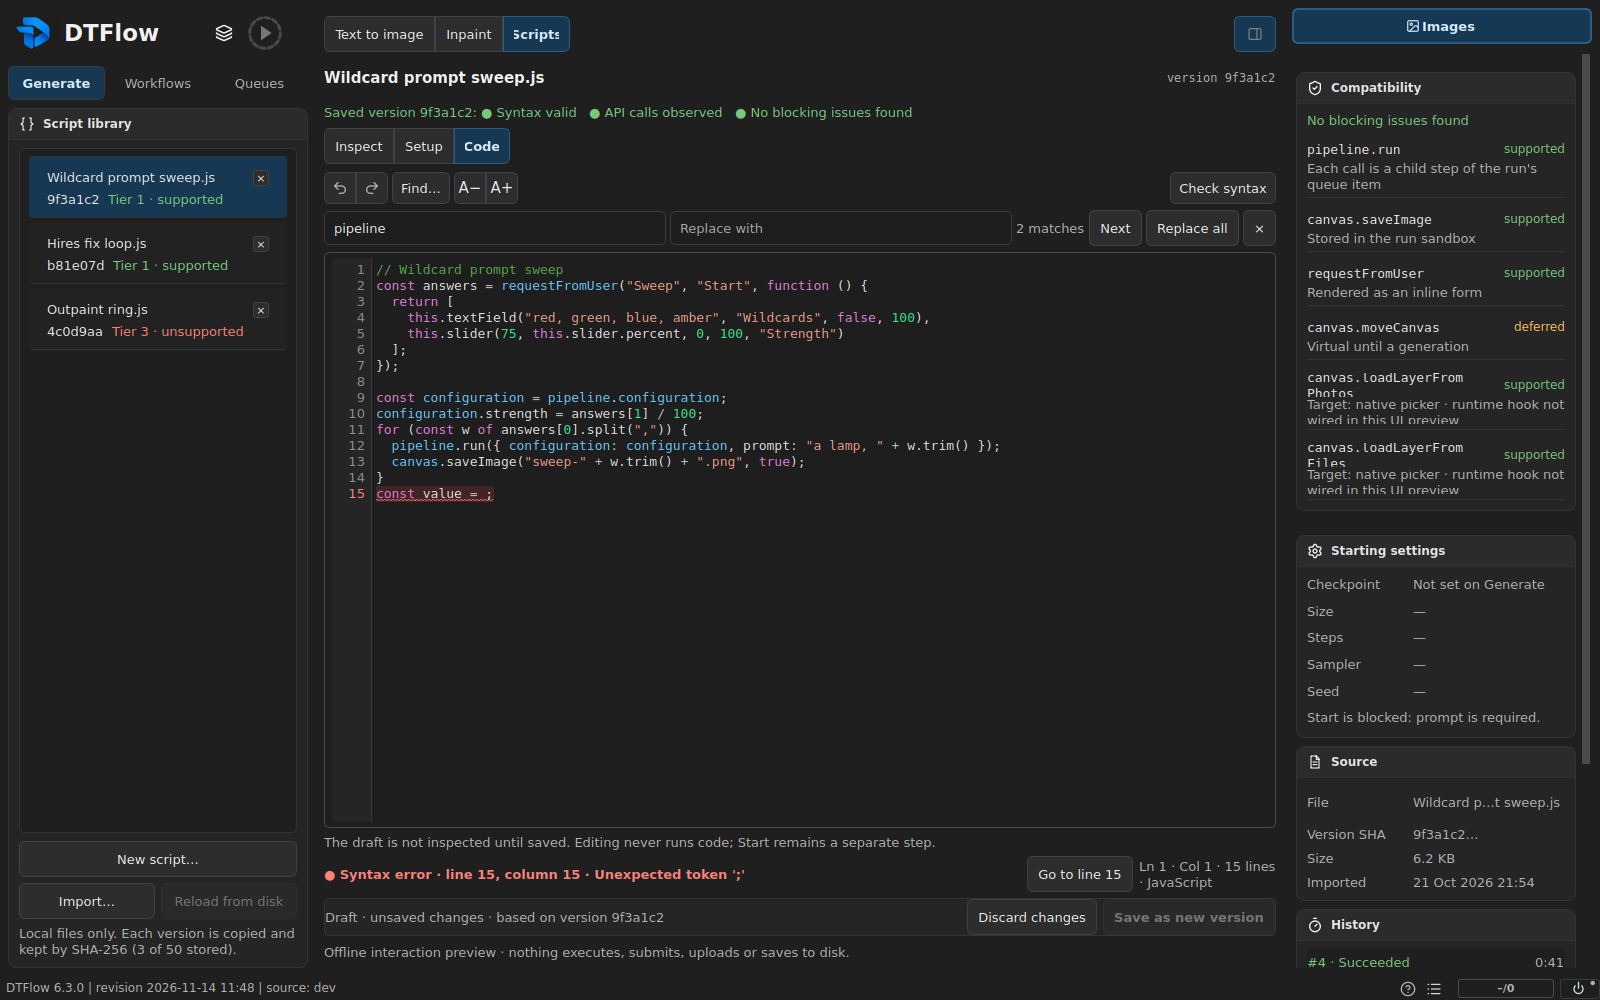 DTFlow
Text to image
Inpaint
Scripts
Images
Generate
Workflows
Queues
Script library
Wildcard prompt sweep.js
9f3a1c2 Tier 1 · supported
Hires fix loop.js
b81e07d Tier 1 · supported
Outpaint ring.js
4c0d9aa Tier 3 · unsupported
New script...
Import...
Reload from disk
Local files only. Each version is copied and
kept by SHA-256 (3 of 50 stored).
Wildcard prompt sweep.js
version 9f3a1c2
Saved version 9f3a1c2: ● Syntax valid ● API calls observed ● No blocking issues found
Inspect
Setup
Code
Find...
A−
A+
Check syntax
pipeline
Replace with
2 matches
Next
Replace all
×
1 // Wildcard prompt sweep
2 const answers = requestFromUser("Sweep", "Start", function () {
3 return [
4 this.textField("red, green, blue, amber", "Wildcards", false, 100),
5 this.slider(75, this.slider.percent, 0, 100, "Strength")
6 ];
7 });
8
9 const configuration = pipeline.configuration;
10 configuration.strength = answers[1] / 100;
11 for (const w of answers[0].split(",")) {
12 pipeline.run({ configuration: configuration, prompt: "a lamp, " + w.trim() });
13 canvas.saveImage("sweep-" + w.trim() + ".png", true);
14 }
15 const value = ;
The draft is not inspected until saved. Editing never runs code; Start remains a separate step.
● Syntax error · line 15, column 15 · Unexpected token ';'
Go to line 15
Ln 1 · Col 1 · 15 lines
· JavaScript
Draft · unsaved changes · based on version 9f3a1c2
Discard changes
Save as new version
Offline interaction preview · nothing executes, submits, uploads or saves to disk.
Compatibility
No blocking issues found
pipeline.run supported
Each call is a child step of the run's
queue item
canvas.saveImage supported
Stored in the run sandbox
requestFromUser supported
Rendered as an inline form
canvas.moveCanvas deferred
Virtual until a generation
canvas.loadLayerFrom
Photos
supported
Target: native picker · runtime hook not
wired in this UI preview
canvas.loadLayerFrom
Files
supported
Target: native picker · runtime hook not
wired in this UI preview
Starting settings
Checkpoint Not set on Generate
Size —
Steps —
Sampler —
Seed —
Start is blocked: prompt is required.
Source
File Wildcard p...t sweep.js
Version SHA 9f3a1c2...
Size 6.2 KB
Imported 21 Oct 2026 21:54
History
#4 · Succeeded 0:41
DTFlow 6.3.0 | revision 2026-11-14 11:48 | source: dev
–/0